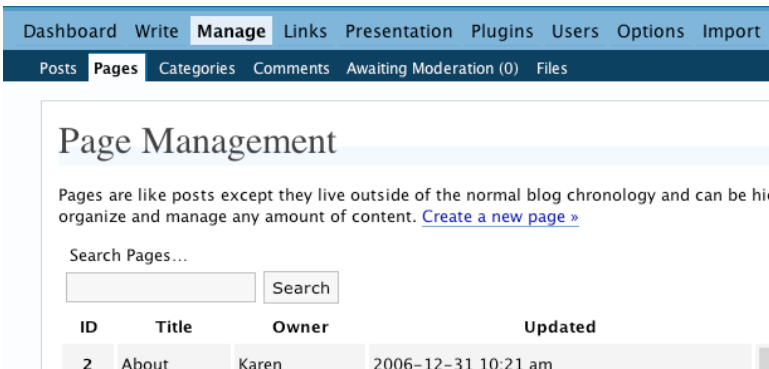 Dashboard Write Manage Links Presentation Plugins Users Options Import
Posts Pages Categories Comments Awaiting Moderation (0) Files
Page Management
Pages are like posts except they live outside of the normal blog chronology and can be
organize and manage any amount of content. Create a new page »
Search Pages...
Search
ID Title Owner Updated
2 About Karen 2006-12-31 10:21 am